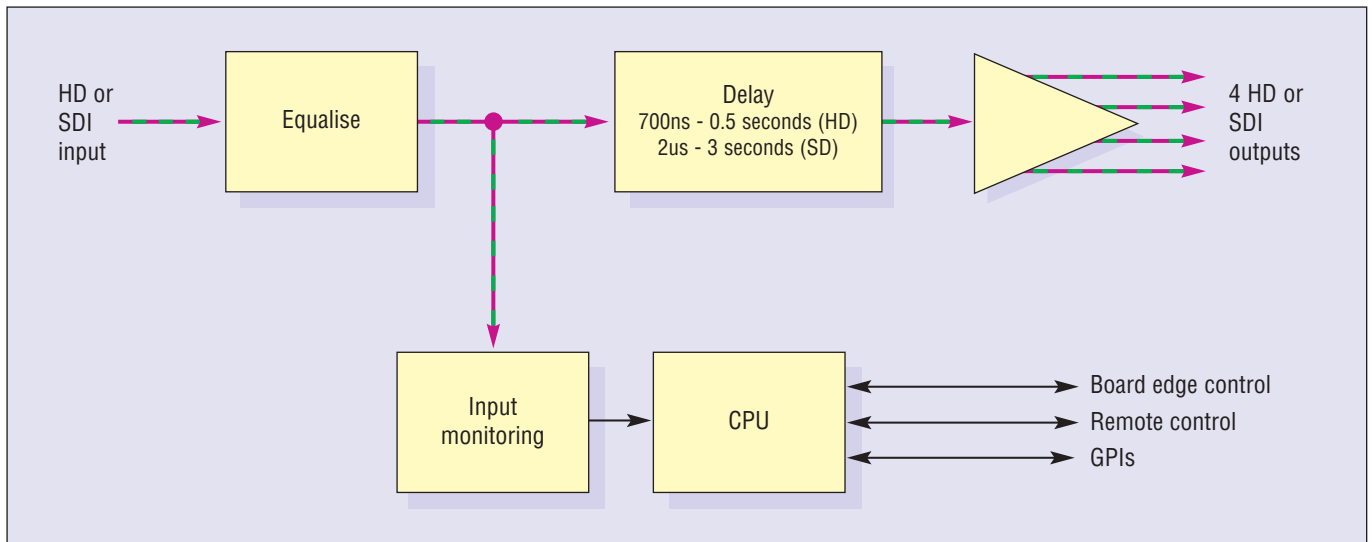 HD or
SDI
input
Equalise
Delay
700ns - 0.5 seconds (HD)
2us - 3 seconds (SD)
4 HD or
SDI
outputs
Input
monitoring
CPU
Board edge control
Remote control
GPIs